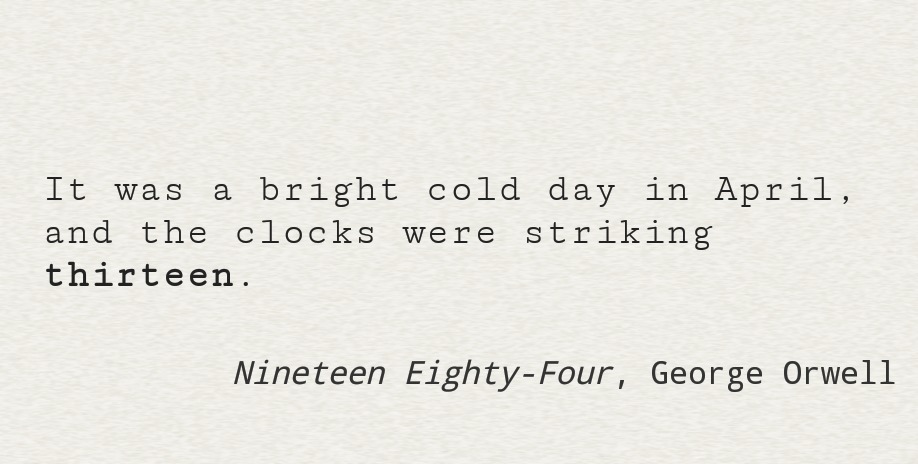 It was a bright cold day in April,
and the clocks were striking
thirteen.
Nineteen Eighty-Four, George Orwell